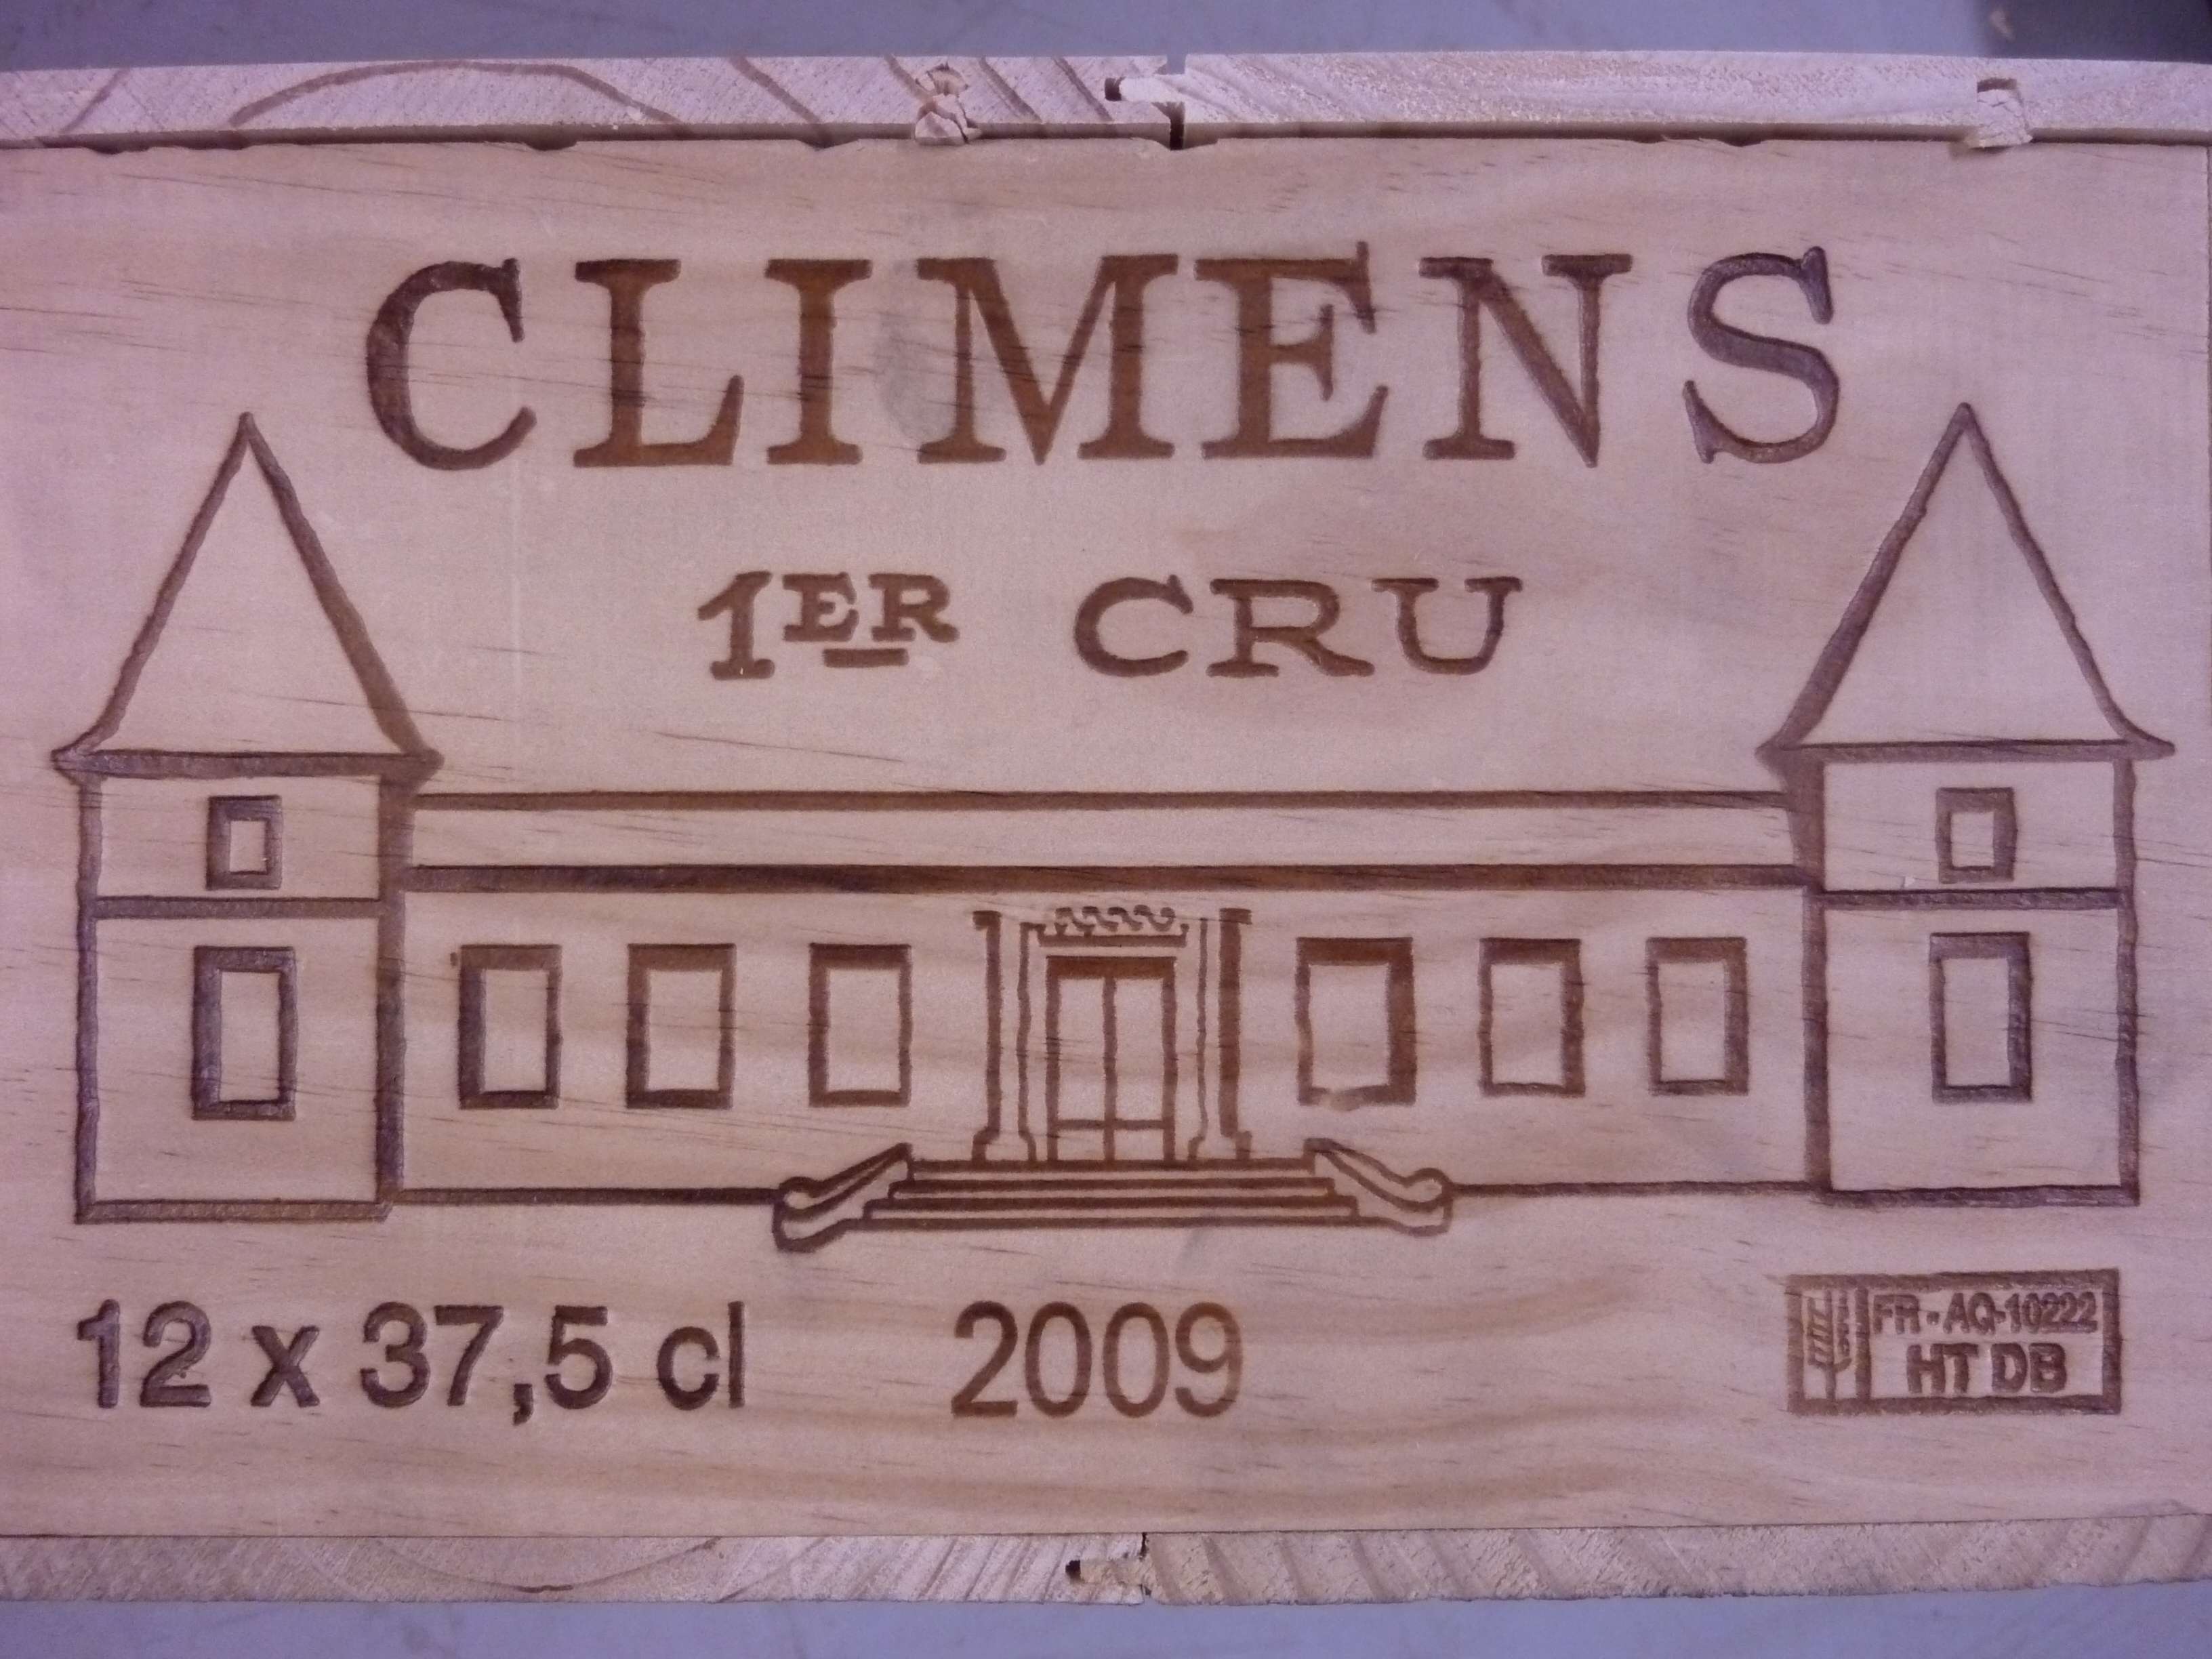 CLIMENS
1ER CRU
12 x 37,5 cl 2009
FR - AQ-10222
HT DB